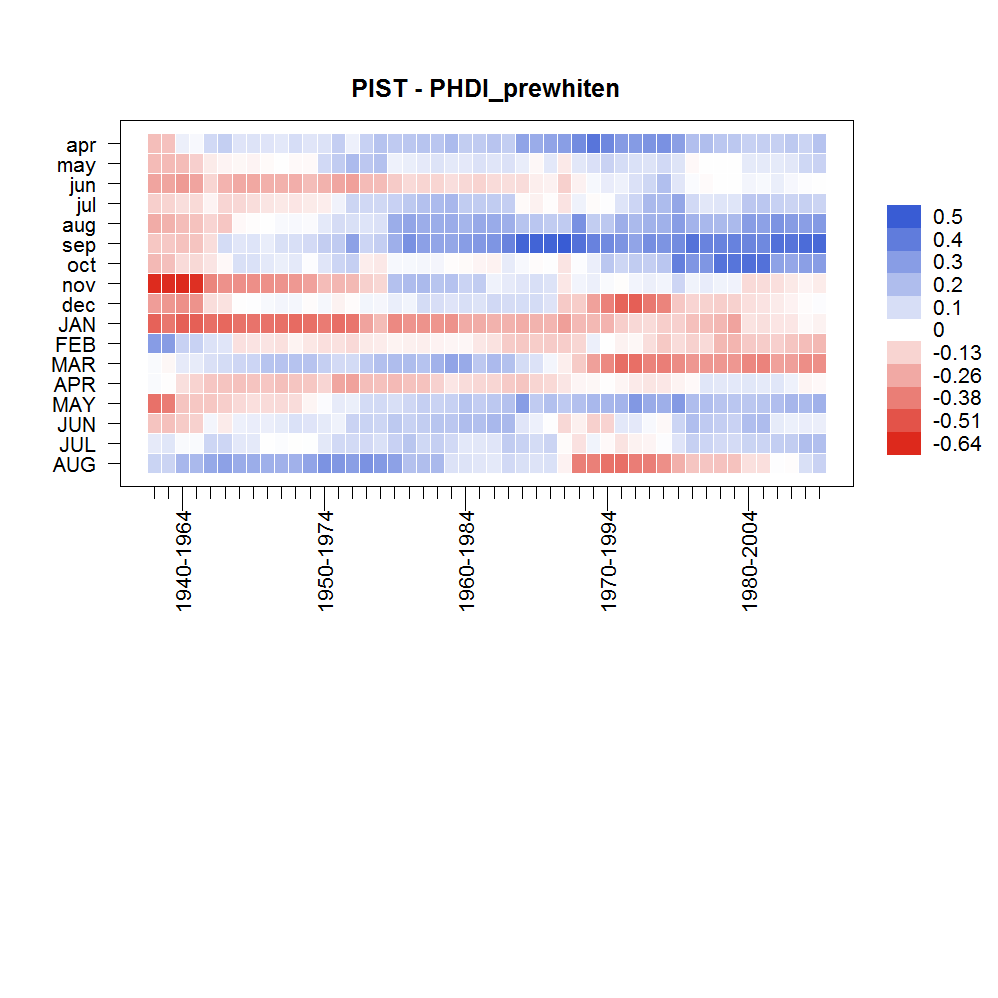 PIST - PHDI_prewhiten
apr
may
jun
jul
aug
sep
oct
nov
dec
JAN
FEB
MAR
APR
MAY
JUN
JUL
AUG
1940-1964
1950-1974
1960-1984
1970-1994
1980-2004
0.5
0.4
0.3
0.2
0.1
0
-0.13
-0.26
-0.38
-0.51
-0.64